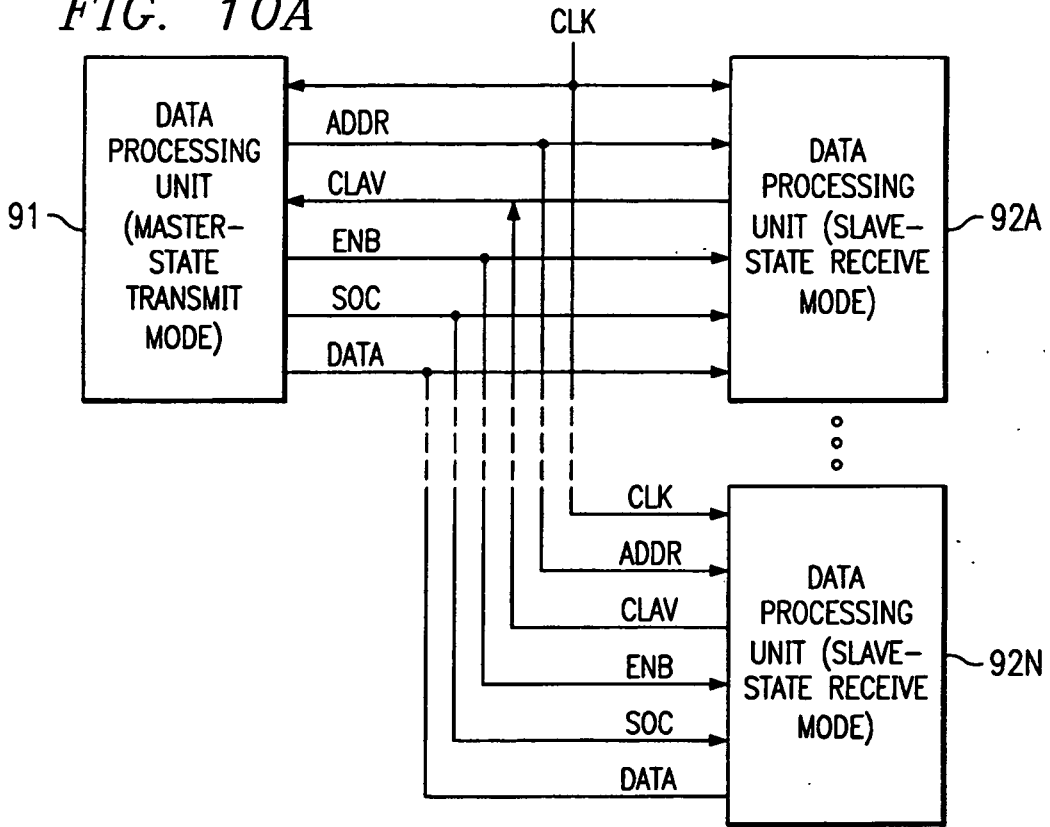 FIG. 10A
CLK
DATA
PROCESSING
UNIT
(MASTER-
STATE
TRANSMIT
MODE)
91
ADDR
CLAV
ENB
SOC
DATA
DATA
PROCESSING
UNIT (SLAVE-
STATE RECEIVE
MODE)
92A
CLK
ADDR
CLAV
ENB
SOC
DATA
DATA
PROCESSING
UNIT (SLAVE-
STATE RECEIVE
MODE)
92N